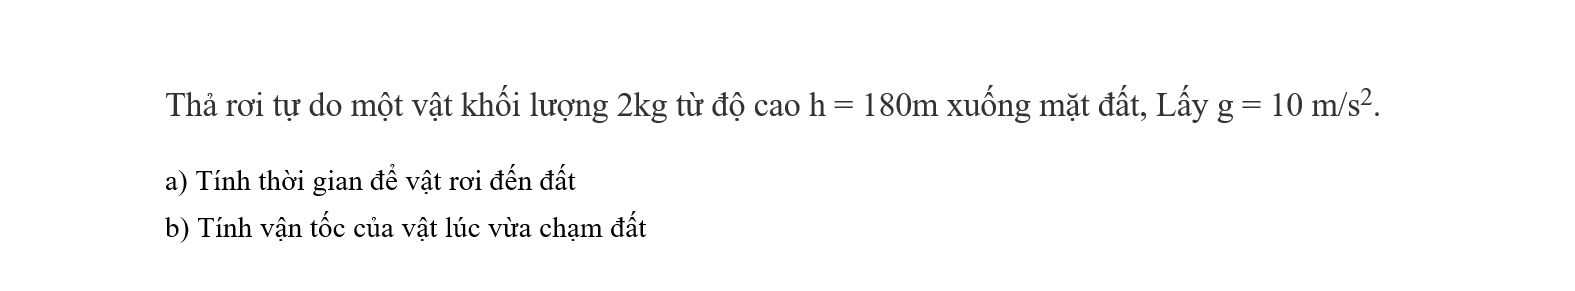 Thả rơi tự do một vật khối lượng 2kg từ độ cao h = 180m xuống mặt đất, Lấy g = 10 m/s².
a) Tính thời gian để vật rơi đến đất
b) Tính vận tốc của vật lúc vừa chạm đất